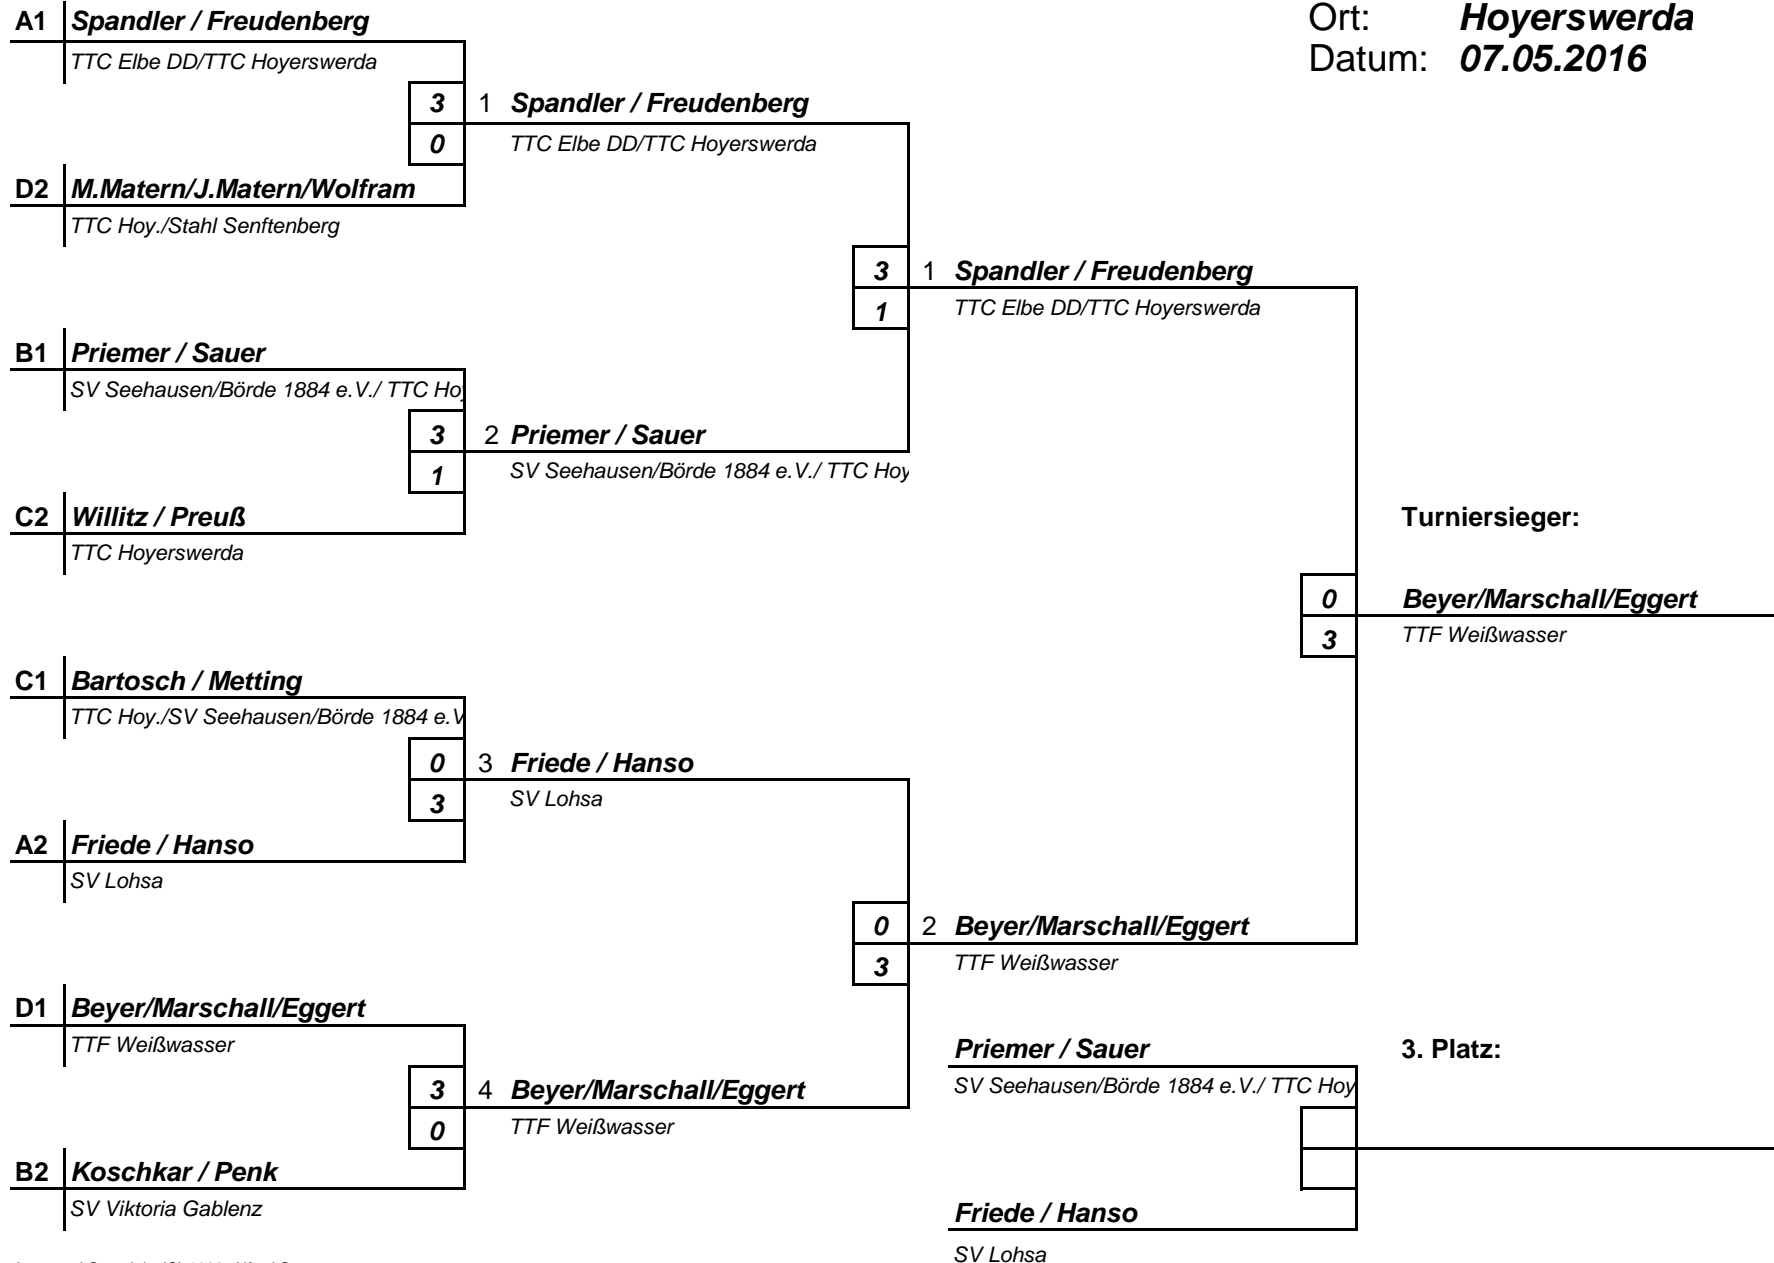 A1 Spandler / Freudenberg
TTC Elbe DD/TTC Hoyerswerda
Ort: Hoyerswerda
Datum: 07.05.2016
3 1 Spandler / Freudenberg
0 TTC Elbe DD/TTC Hoyerswerda
D2 M.Matern/J.Matern/Wolfram
TTC Hoy./Stahl Senftenberg
3 1 Spandler / Freudenberg
1 TTC Elbe DD/TTC Hoyerswerda
B1 Priemer / Sauer
SV Seehausen/Börde 1884 e.V./ TTC Hoy
3 2 Priemer / Sauer
1 SV Seehausen/Börde 1884 e.V./ TTC Hoy
C2 Willitz / Preuß
TTC Hoyerswerda
Turniersieger:
0 Beyer/Marschall/Eggert
3 TTF Weißwasser
C1 Bartosch / Metting
TTC Hoy./SV Seehausen/Börde 1884 e.V
0 3 Friede / Hanso
3 SV Lohsa
A2 Friede / Hanso
SV Lohsa
0 2 Beyer/Marschall/Eggert
3 TTF Weißwasser
D1 Beyer/Marschall/Eggert
TTF Weißwasser
Priemer / Sauer
SV Seehausen/Börde 1884 e.V./ TTC Hoy
3. Platz:
3 4 Beyer/Marschall/Eggert
0 TTF Weißwasser
B2 Koschkar / Penk
SV Viktoria Gablenz
Friede / Hanso
SV Lohsa